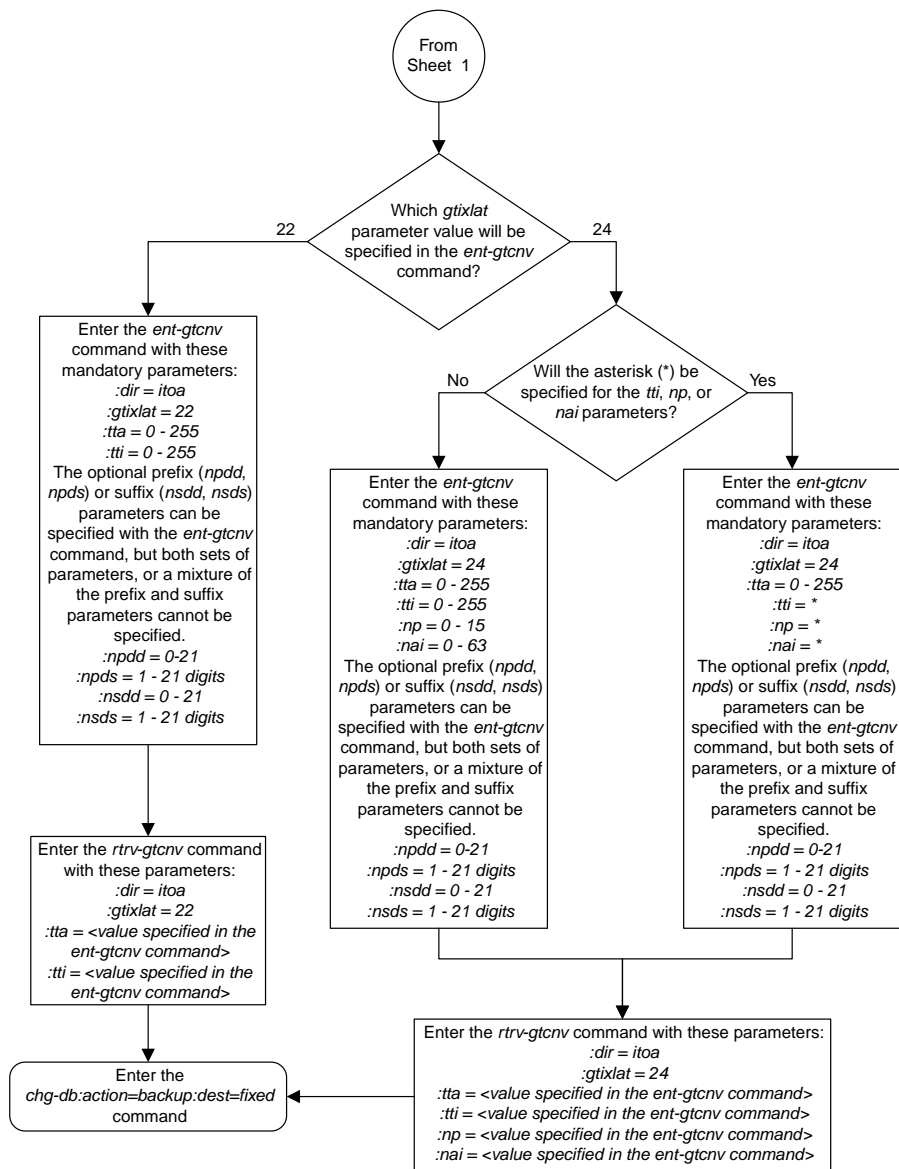 From
Sheet 1
Which gtixlat
parameter value will be
specified in the ent-gtcnv
command?
22
24
Enter the ent-gtcnv
command with these
mandatory parameters:
:dir = itoa
:gtixlat = 22
:tta = 0 - 255
:tti = 0 - 255
The optional prefix (npdd,
npds) or suffix (nsdd, nsds)
parameters can be
specified with the ent-gtcnv
command, but both sets of
parameters, or a mixture of
the prefix and suffix
parameters cannot be
specified.
:npdd = 0-21
:npds = 1 - 21 digits
:nsdd = 0 - 21
:nsds = 1 - 21 digits
Will the asterisk (*) be
specified for the tti, np, or
nai parameters?
No
Yes
Enter the ent-gtcnv
command with these
mandatory parameters:
:dir = itoa
:gtixlat = 24
:tta = 0 - 255
:tti = 0 - 255
:np = 0 - 15
:nai = 0 - 63
The optional prefix (npdd,
npds) or suffix (nsdd, nsds)
parameters can be
specified with the ent-gtcnv
command, but both sets of
parameters, or a mixture of
the prefix and suffix
parameters cannot be
specified.
:npdd = 0-21
:npds = 1 - 21 digits
:nsdd = 0 - 21
:nsds = 1 - 21 digits
Enter the ent-gtcnv
command with these
mandatory parameters:
:dir = itoa
:gtixlat = 24
:tta = 0 - 255
:tti = *
:np = *
:nai = *
The optional prefix (npdd,
npds) or suffix (nsdd, nsds)
parameters can be
specified with the ent-gtcnv
command, but both sets of
parameters, or a mixture of
the prefix and suffix
parameters cannot be
specified.
:npdd = 0-21
:npds = 1 - 21 digits
:nsdd = 0 - 21
:nsds = 1 - 21 digits
Enter the rtrv-gtcnv command
with these parameters:
:dir = itoa
:gtixlat = 22
:tta = <value specified in the
ent-gtcnv command>
:tti = <value specified in the
ent-gtcnv command>
Enter the rtrv-gtcnv command with these parameters:
:dir = itoa
:gtixlat = 24
:tta = <value specified in the ent-gtcnv command>
:tti = <value specified in the ent-gtcnv command>
:np = <value specified in the ent-gtcnv command>
:nai = <value specified in the ent-gtcnv command>
Enter the
chg-db:action=backup:dest=fixed
command